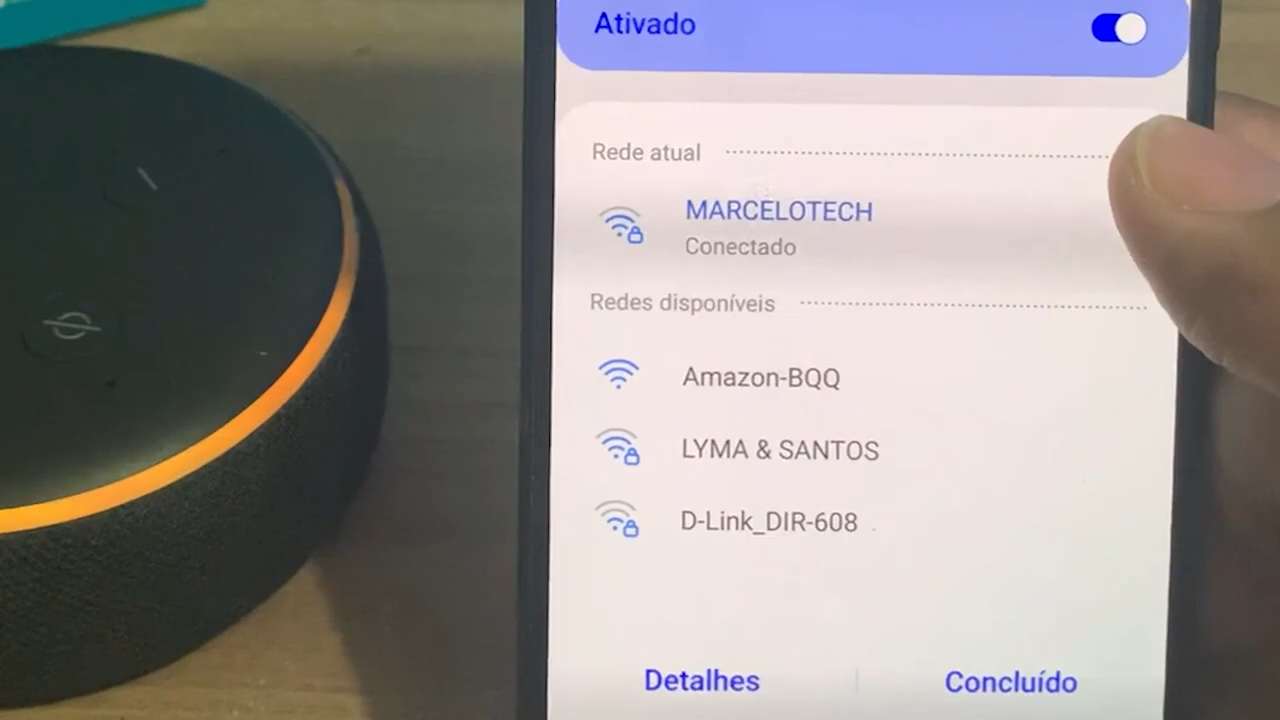 Ativado
Rede atual
MARCELOTECH
Conectado
Redes disponíveis
Amazon-BQQ
LYMA & SANTOS
D-Link_DIR-608
Detalhes
Concluído